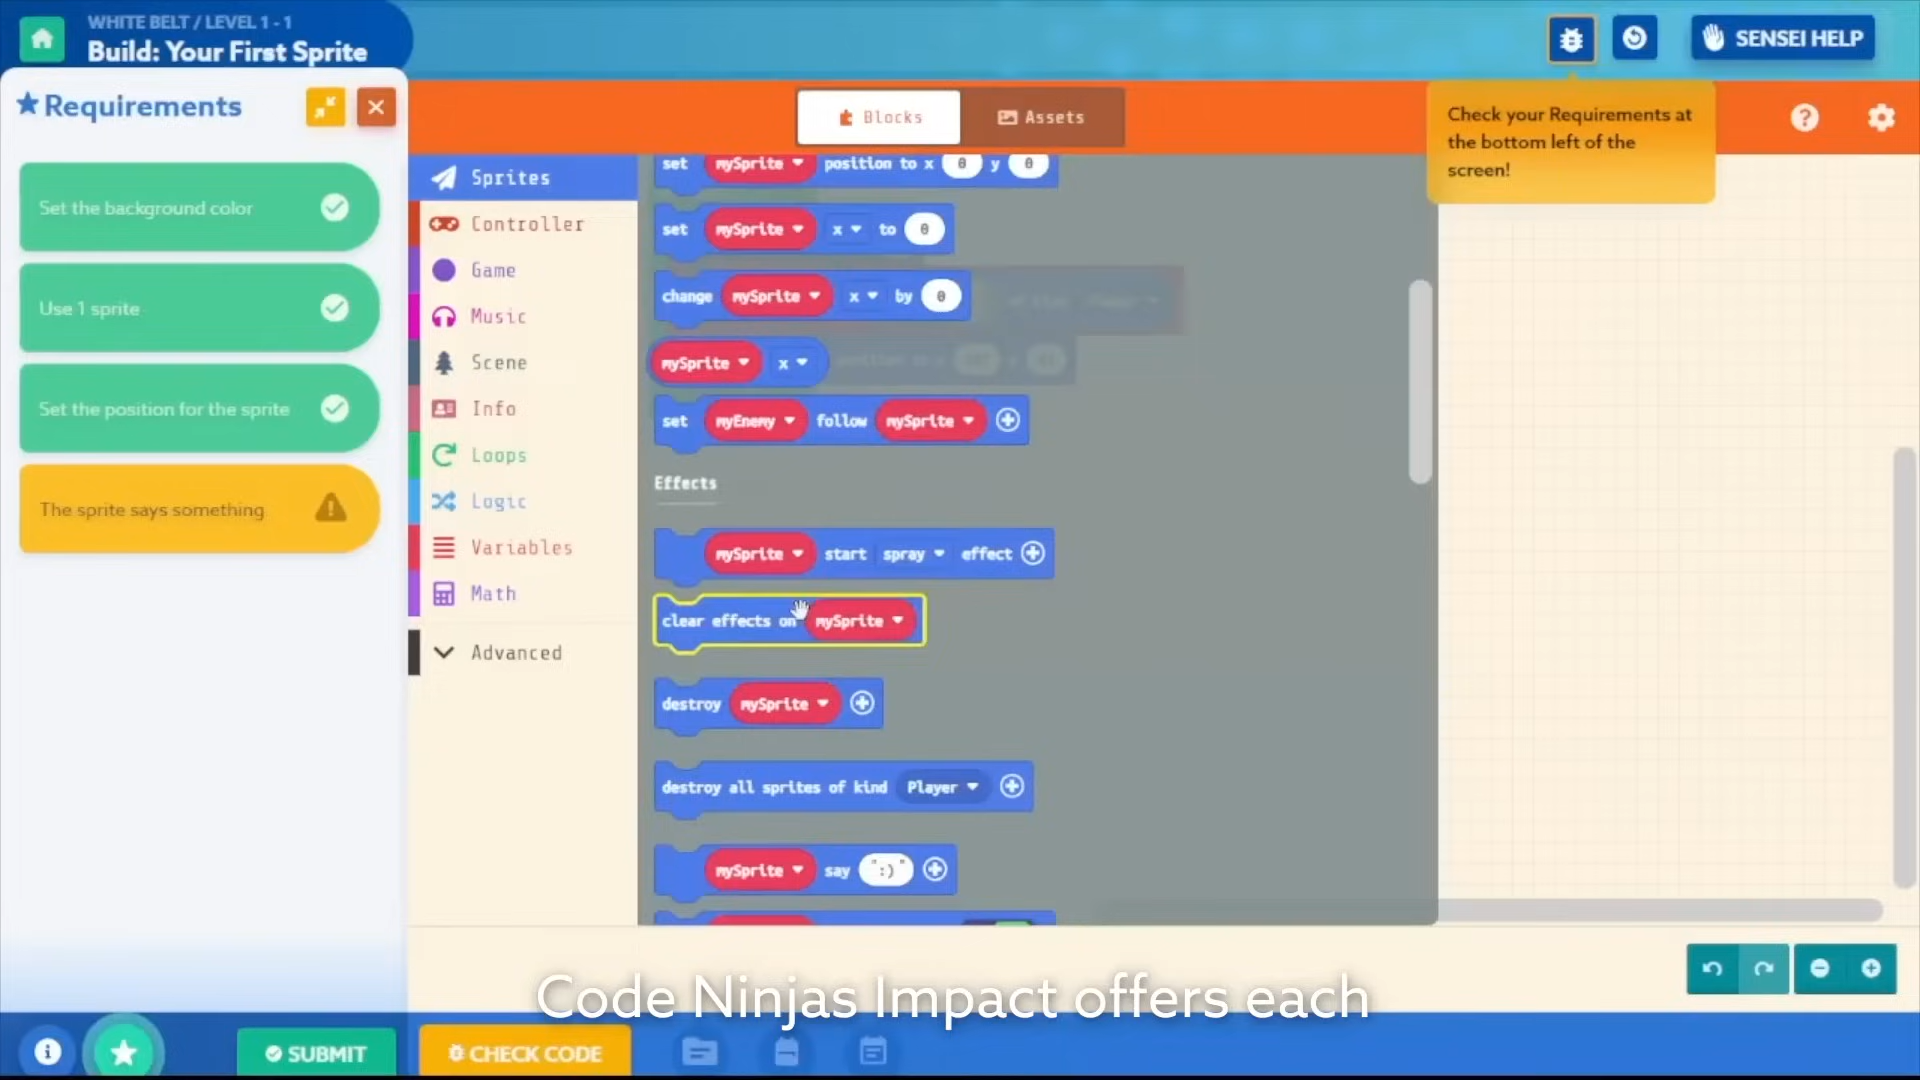 WHITE BELT / LEVEL 1 - 1
Build: Your First Sprite
SENSEI HELP
Requirements
Set the background color
Use 1 sprite
Set the position for the sprite
The sprite says something
Blocks
Assets
Check your Requirements at
the bottom left of the
screen!
Sprites
Controller
Game
Music
Scene
Info
Loops
Logic
Variables
Math
Advanced
set mySprite position to x 0 y 0
set mySprite x to 0
change mySprite x by 0
mySprite x
set myEnemy follow mySprite
Effects
mySprite start spray effect
clear effects on mySprite
destroy mySprite
destroy all sprites of kind Player
mySprite say ":)"
Code Ninjas Impact offers each
SUBMIT
CHECK CODE